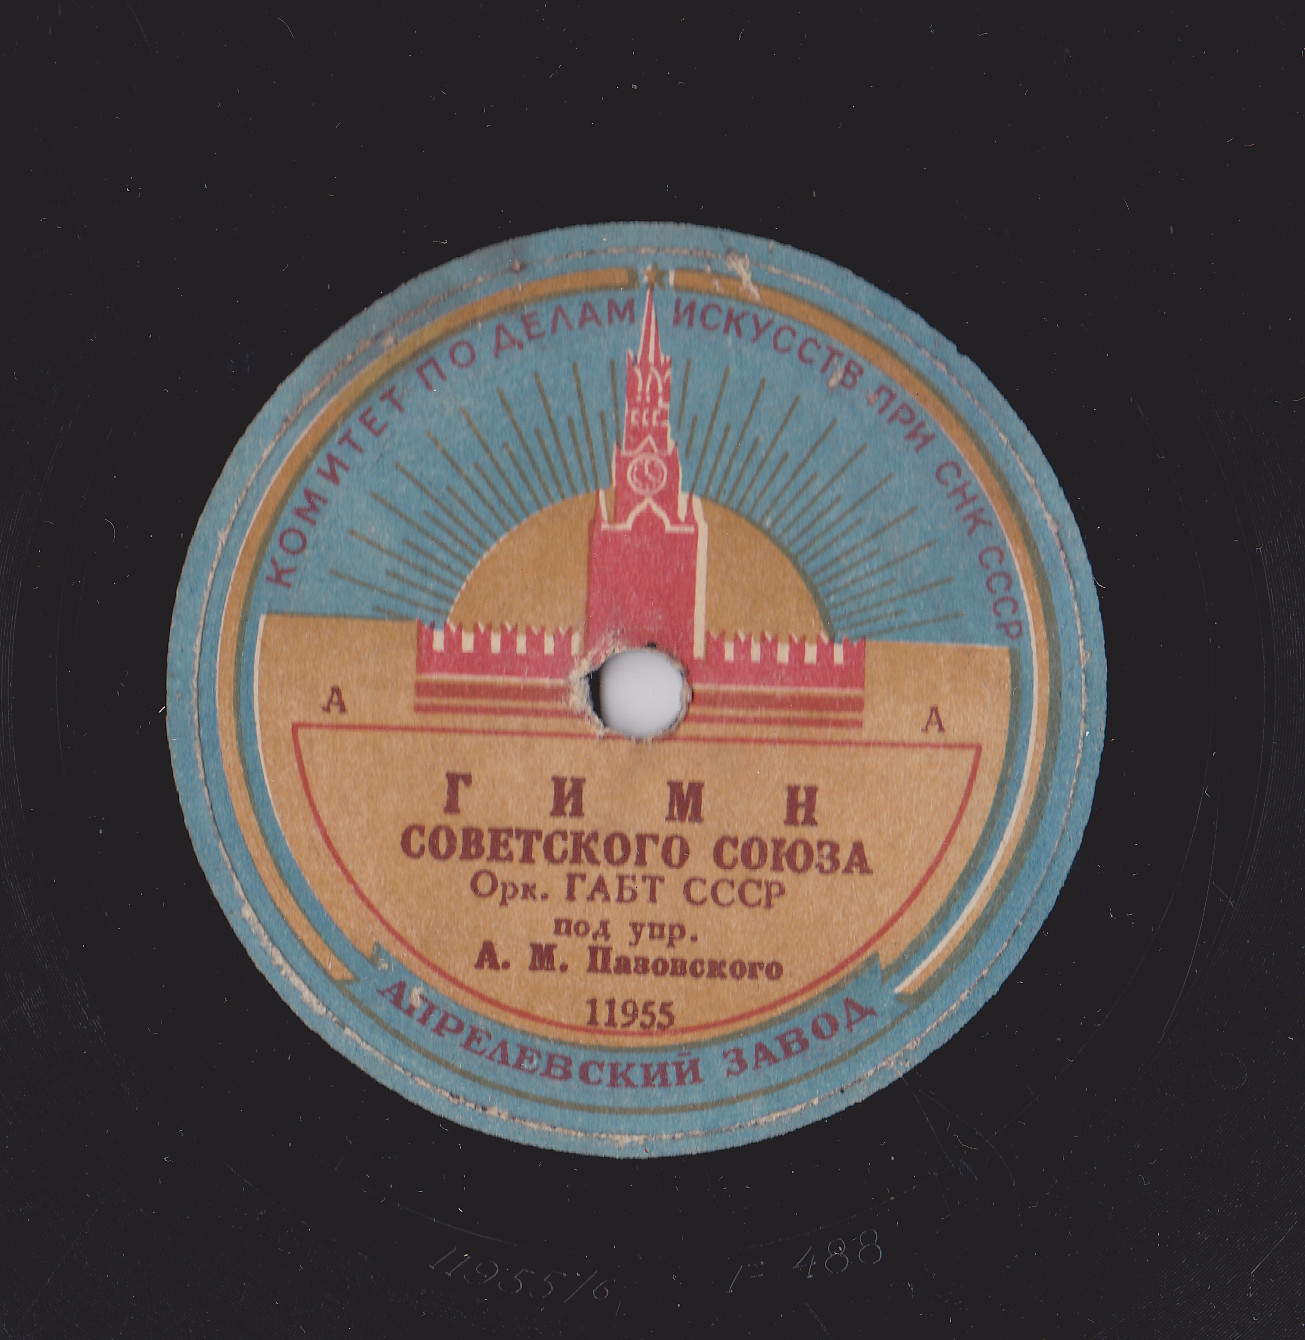 КОМИТЕТ ПО ДЕЛАМ ИСКУССТВ ПРИ СНК СССР
А А
ГИМН
СОВЕТСКОГО СОЮЗА
Орк. ГАБТ СССР
под упр.
А. М. Пазовского
11955
АПРЕЛЕВСКИЙ ЗАВОД
11955/6 Г-488